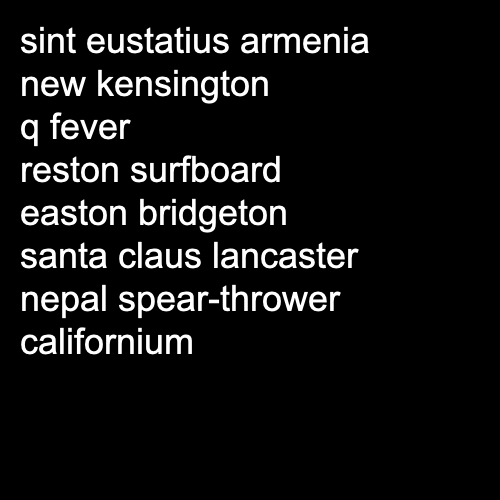 sint eustatius armenia
new kensington
q fever
reston surfboard
easton bridgeton
santa claus lancaster
nepal spear-thrower
californium